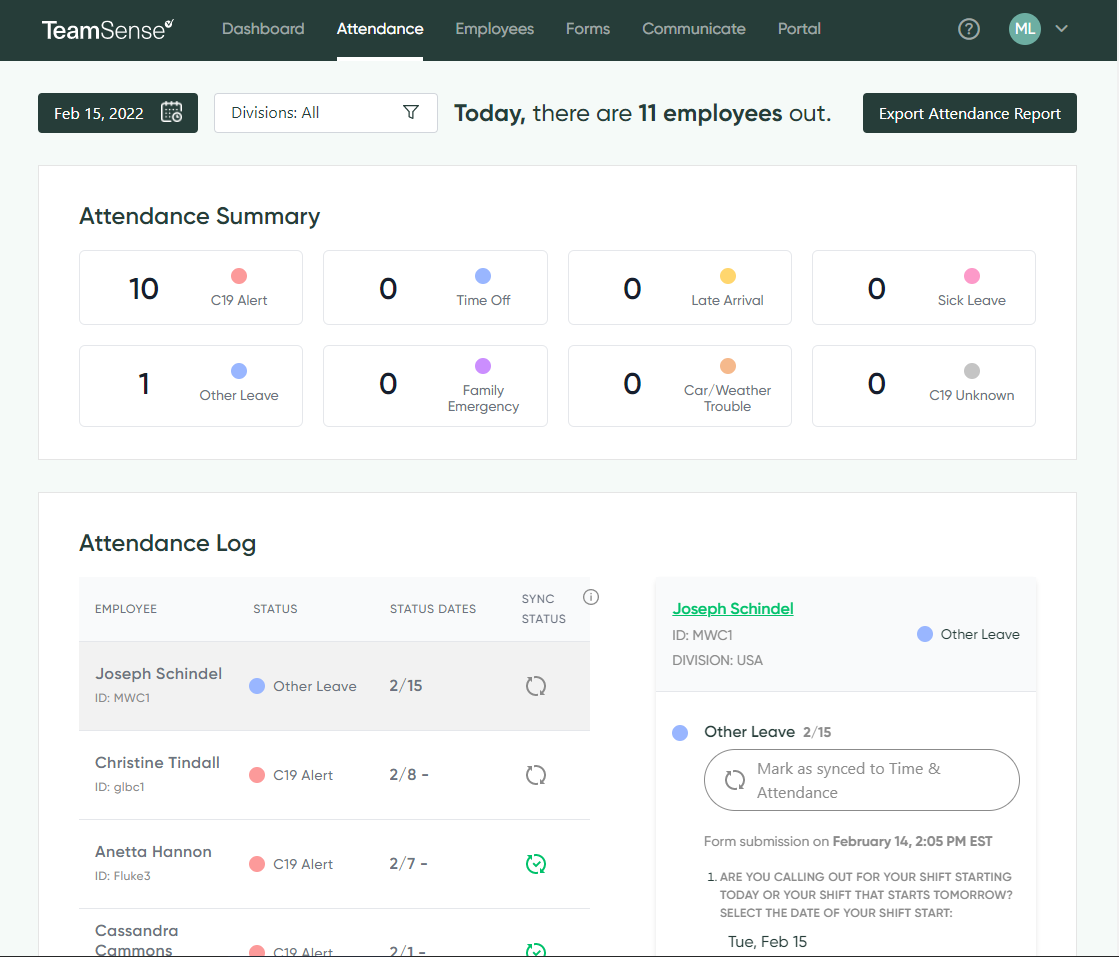 TeamSense Dashboard Attendance Employees Forms Communicate Portal ? ML
Feb 15, 2022 Divisions: All Today, there are 11 employees out. Export Attendance Report
Attendance Summary
10 C19 Alert
0 Time Off
0 Late Arrival
0 Sick Leave
1 Other Leave
0 Family
Emergency
0 Car/Weather
Trouble
0 C19 Unknown
Attendance Log
EMPLOYEE STATUS STATUS DATES SYNC
STATUS
Joseph Schindel
ID: MWC1
Other Leave 2/15
Christine Tindall
ID: glbc1
C19 Alert 2/8 -
Anetta Hannon
ID: Fluke3
C19 Alert 2/7 -
Cassandra
Cammons
C19 Alert 2/1 -
Joseph Schindel
ID: MWC1
DIVISION: USA
Other Leave
Other Leave 2/15
Mark as synced to Time &
Attendance
Form submission on February 14, 2:05 PM EST
1. ARE YOU CALLING OUT FOR YOUR SHIFT STARTING
TODAY OR YOUR SHIFT THAT STARTS TOMORROW?
SELECT THE DATE OF YOUR SHIFT START:
Tue, Feb 15